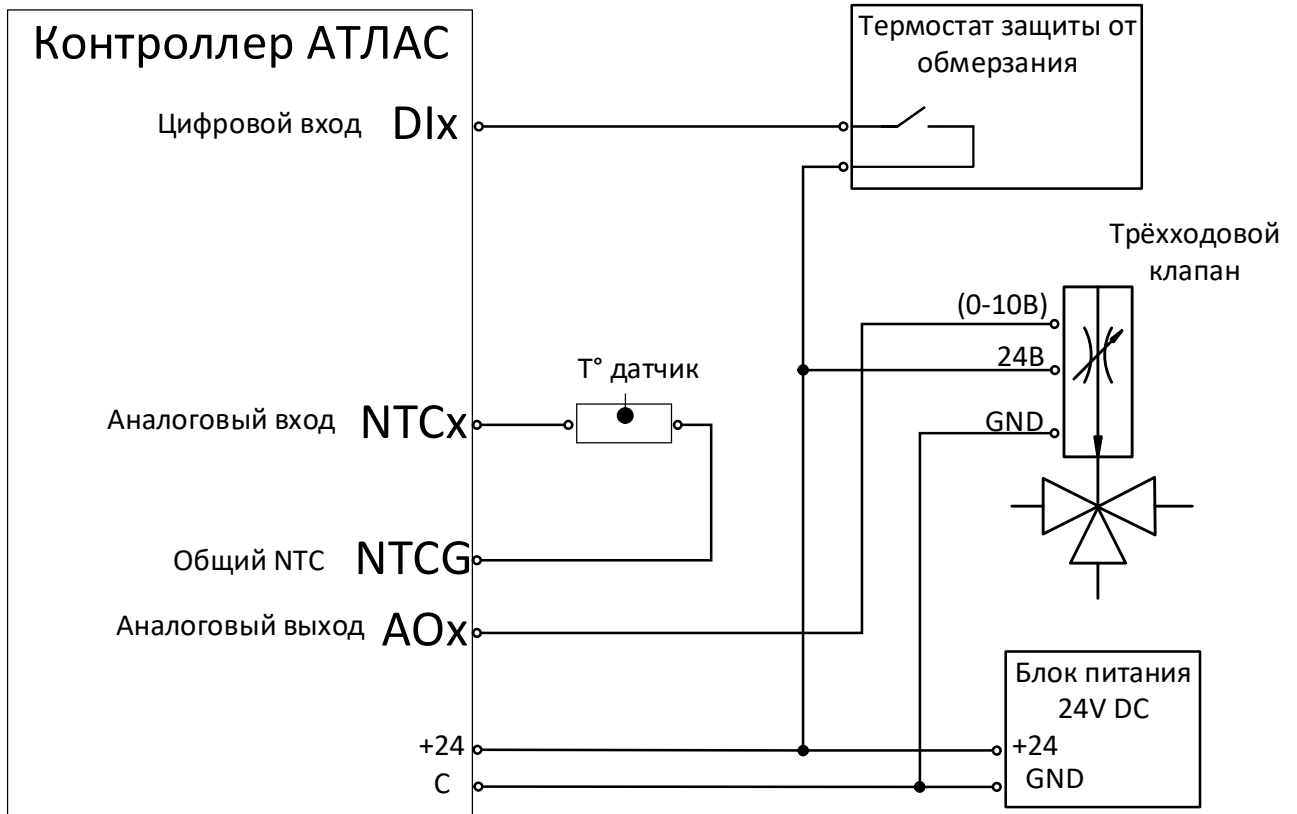 Контроллер АТЛАС
Термостат защиты от
обмерзания
Цифровой вход DIx
Трёхходовой
клапан
(0-10В)
24В
GND
T° датчик
Аналоговый вход NTCx
Общий NTC NTCG
Аналоговый выход AOx
Блок питания
24V DC
+24
+24
C
GND